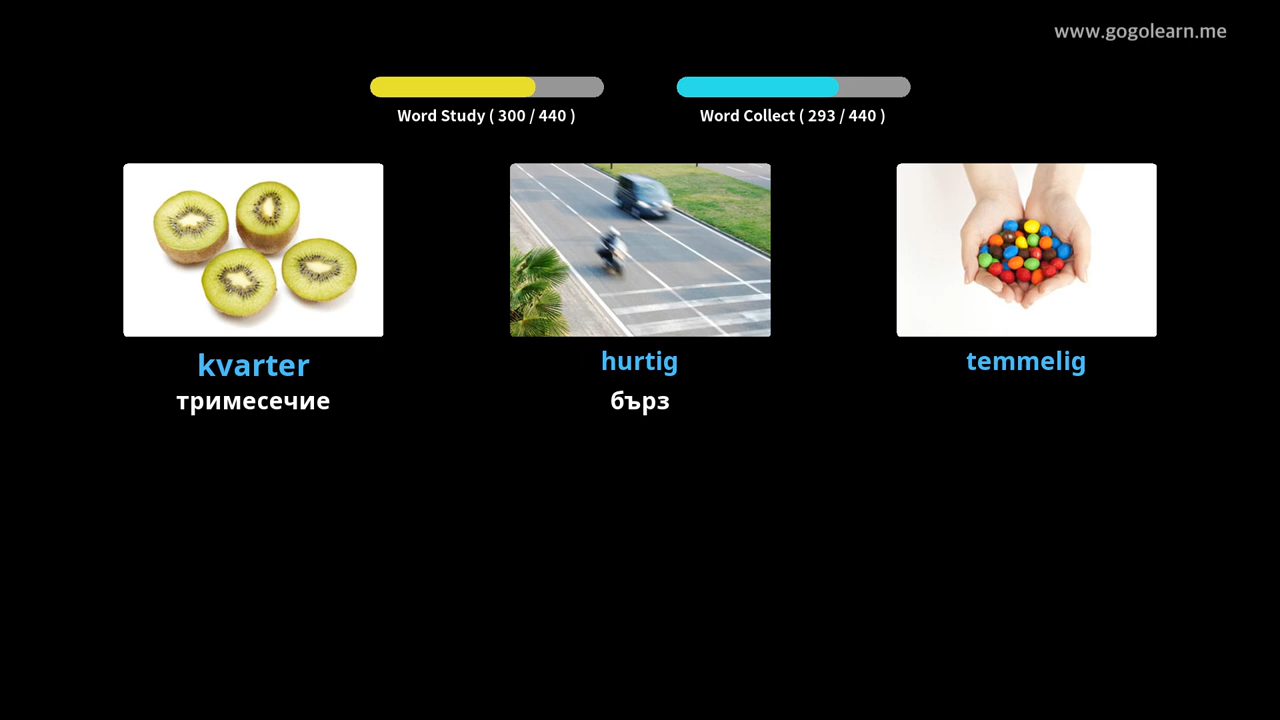 www.gogolearn.me
Word Study ( 300 / 440 )
Word Collect ( 293 / 440 )
kvarter
тримесечие
hurtig
бърз
temmelig